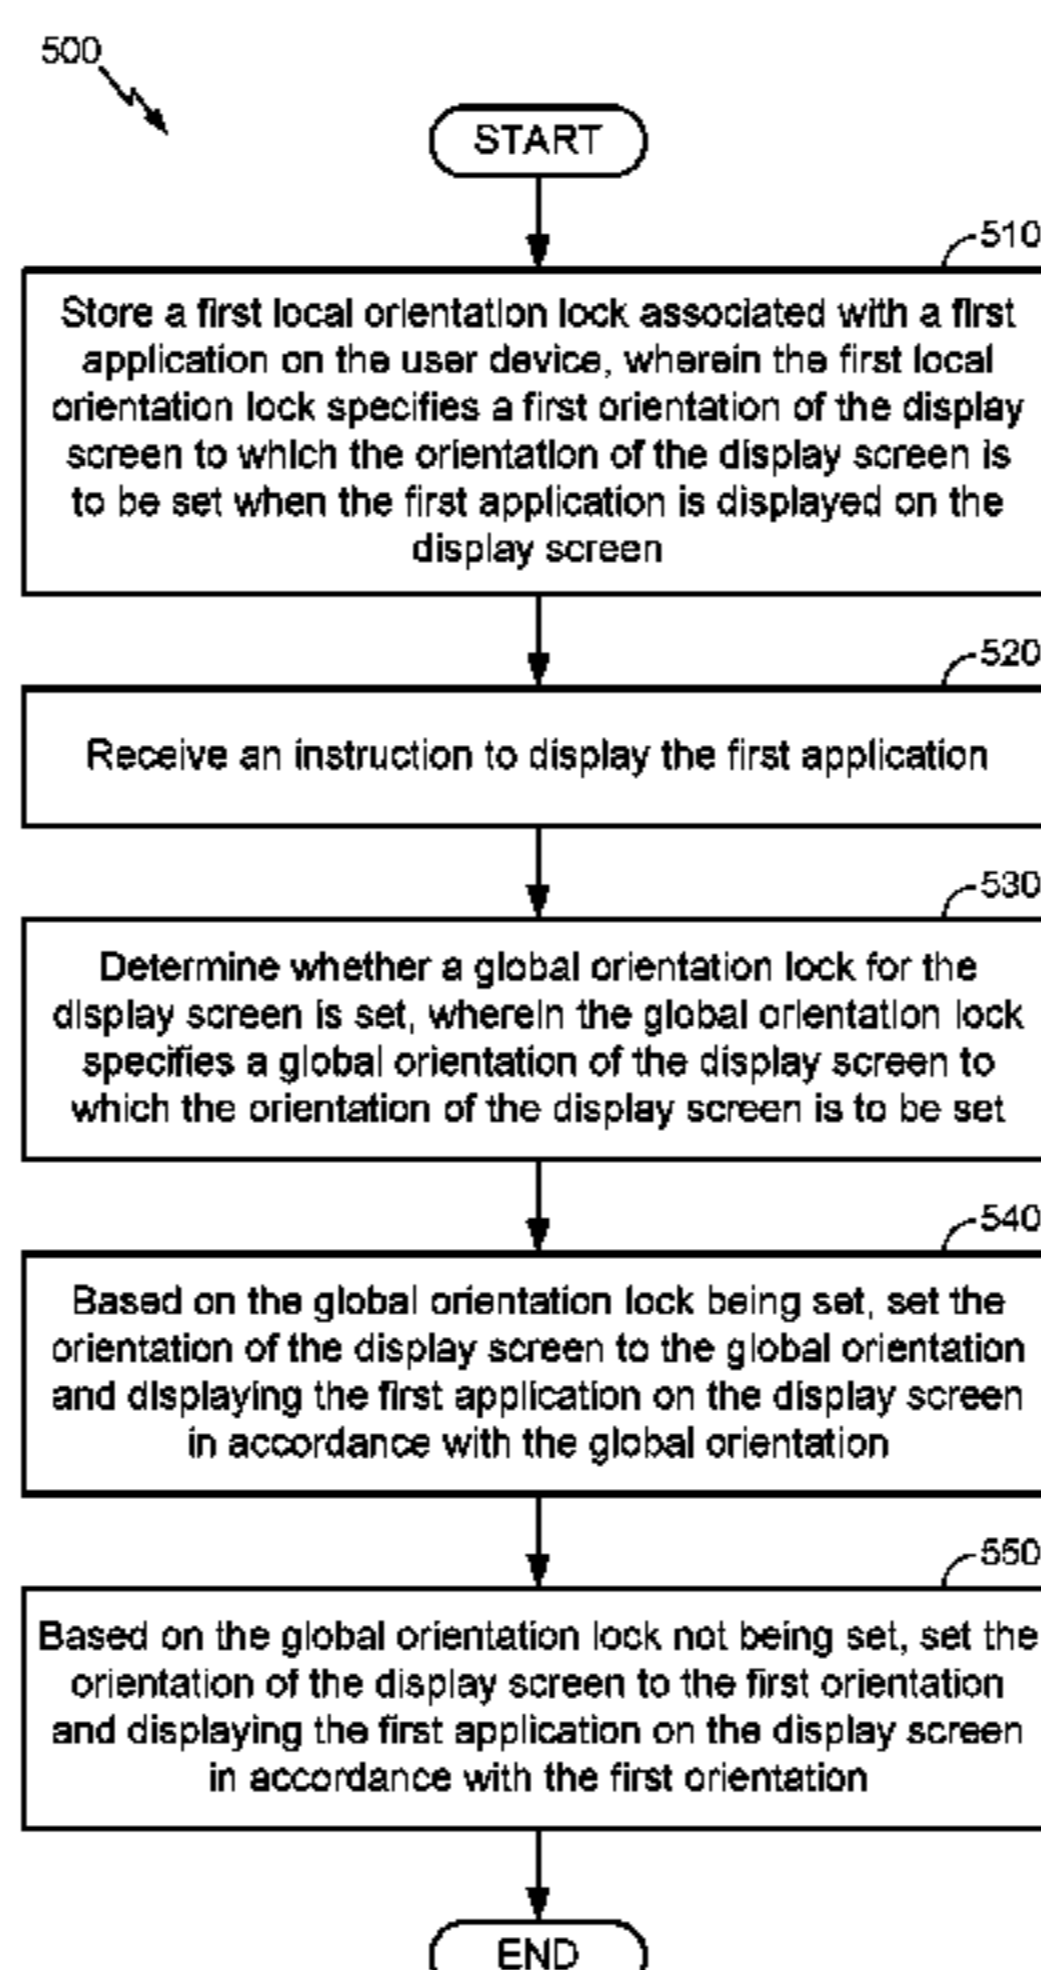 500
START
510
Store a first local orientation lock associated with a first
application on the user device, wherein the first local
orientation lock specifies a first orientation of the display
screen to which the orientation of the display screen is
to be set when the first application is displayed on the
display screen
520
Receive an instruction to display the first application
530
Determine whether a global orientation lock for the
display screen is set, wherein the global orientation lock
specifies a global orientation of the display screen to
which the orientation of the display screen is to be set
540
Based on the global orientation lock being set, set the
orientation of the display screen to the global orientation
and displaying the first application on the display screen
in accordance with the global orientation
550
Based on the global orientation lock not being set, set the
orientation of the display screen to the first orientation
and displaying the first application on the display screen
in accordance with the first orientation
END